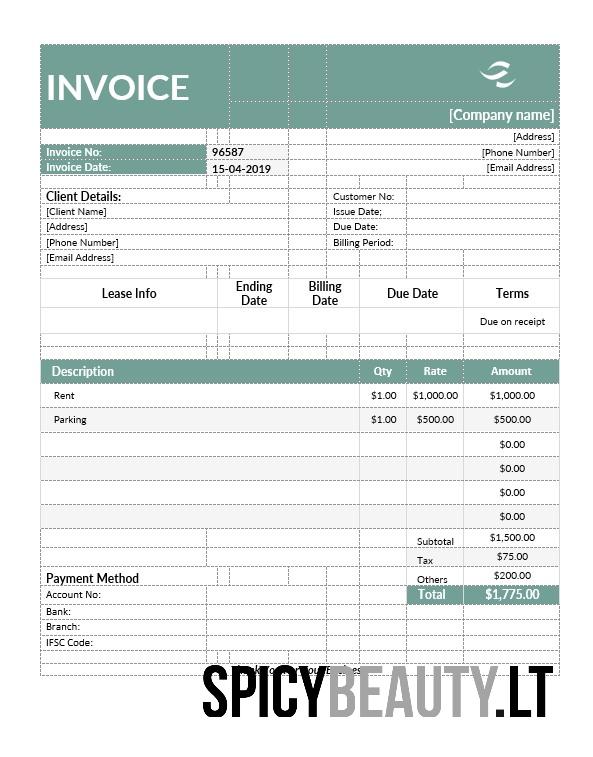 INVOICE
[Company name]
[Address]
Invoice No: 96587 [Phone Number]
Invoice Date: 15-04-2019 [Email Address]
Client Details: Customer No:
[Client Name] Issue Date;
[Address] Due Date:
[Phone Number] Billing Period:
[Email Address]
Lease Info Ending Date Billing Date Due Date Terms
Due on receipt
Description Qty Rate Amount
Rent $1.00 $1,000.00 $1,000.00
Parking $1.00 $500.00 $500.00
$0.00
$0.00
$0.00
$0.00
Subtotal $1,500.00
Tax $75.00
Payment Method Others $200.00
Account No: Total $1,775.00
Bank:
Branch:
IFSC Code:
SPICYBEAUTY.LT